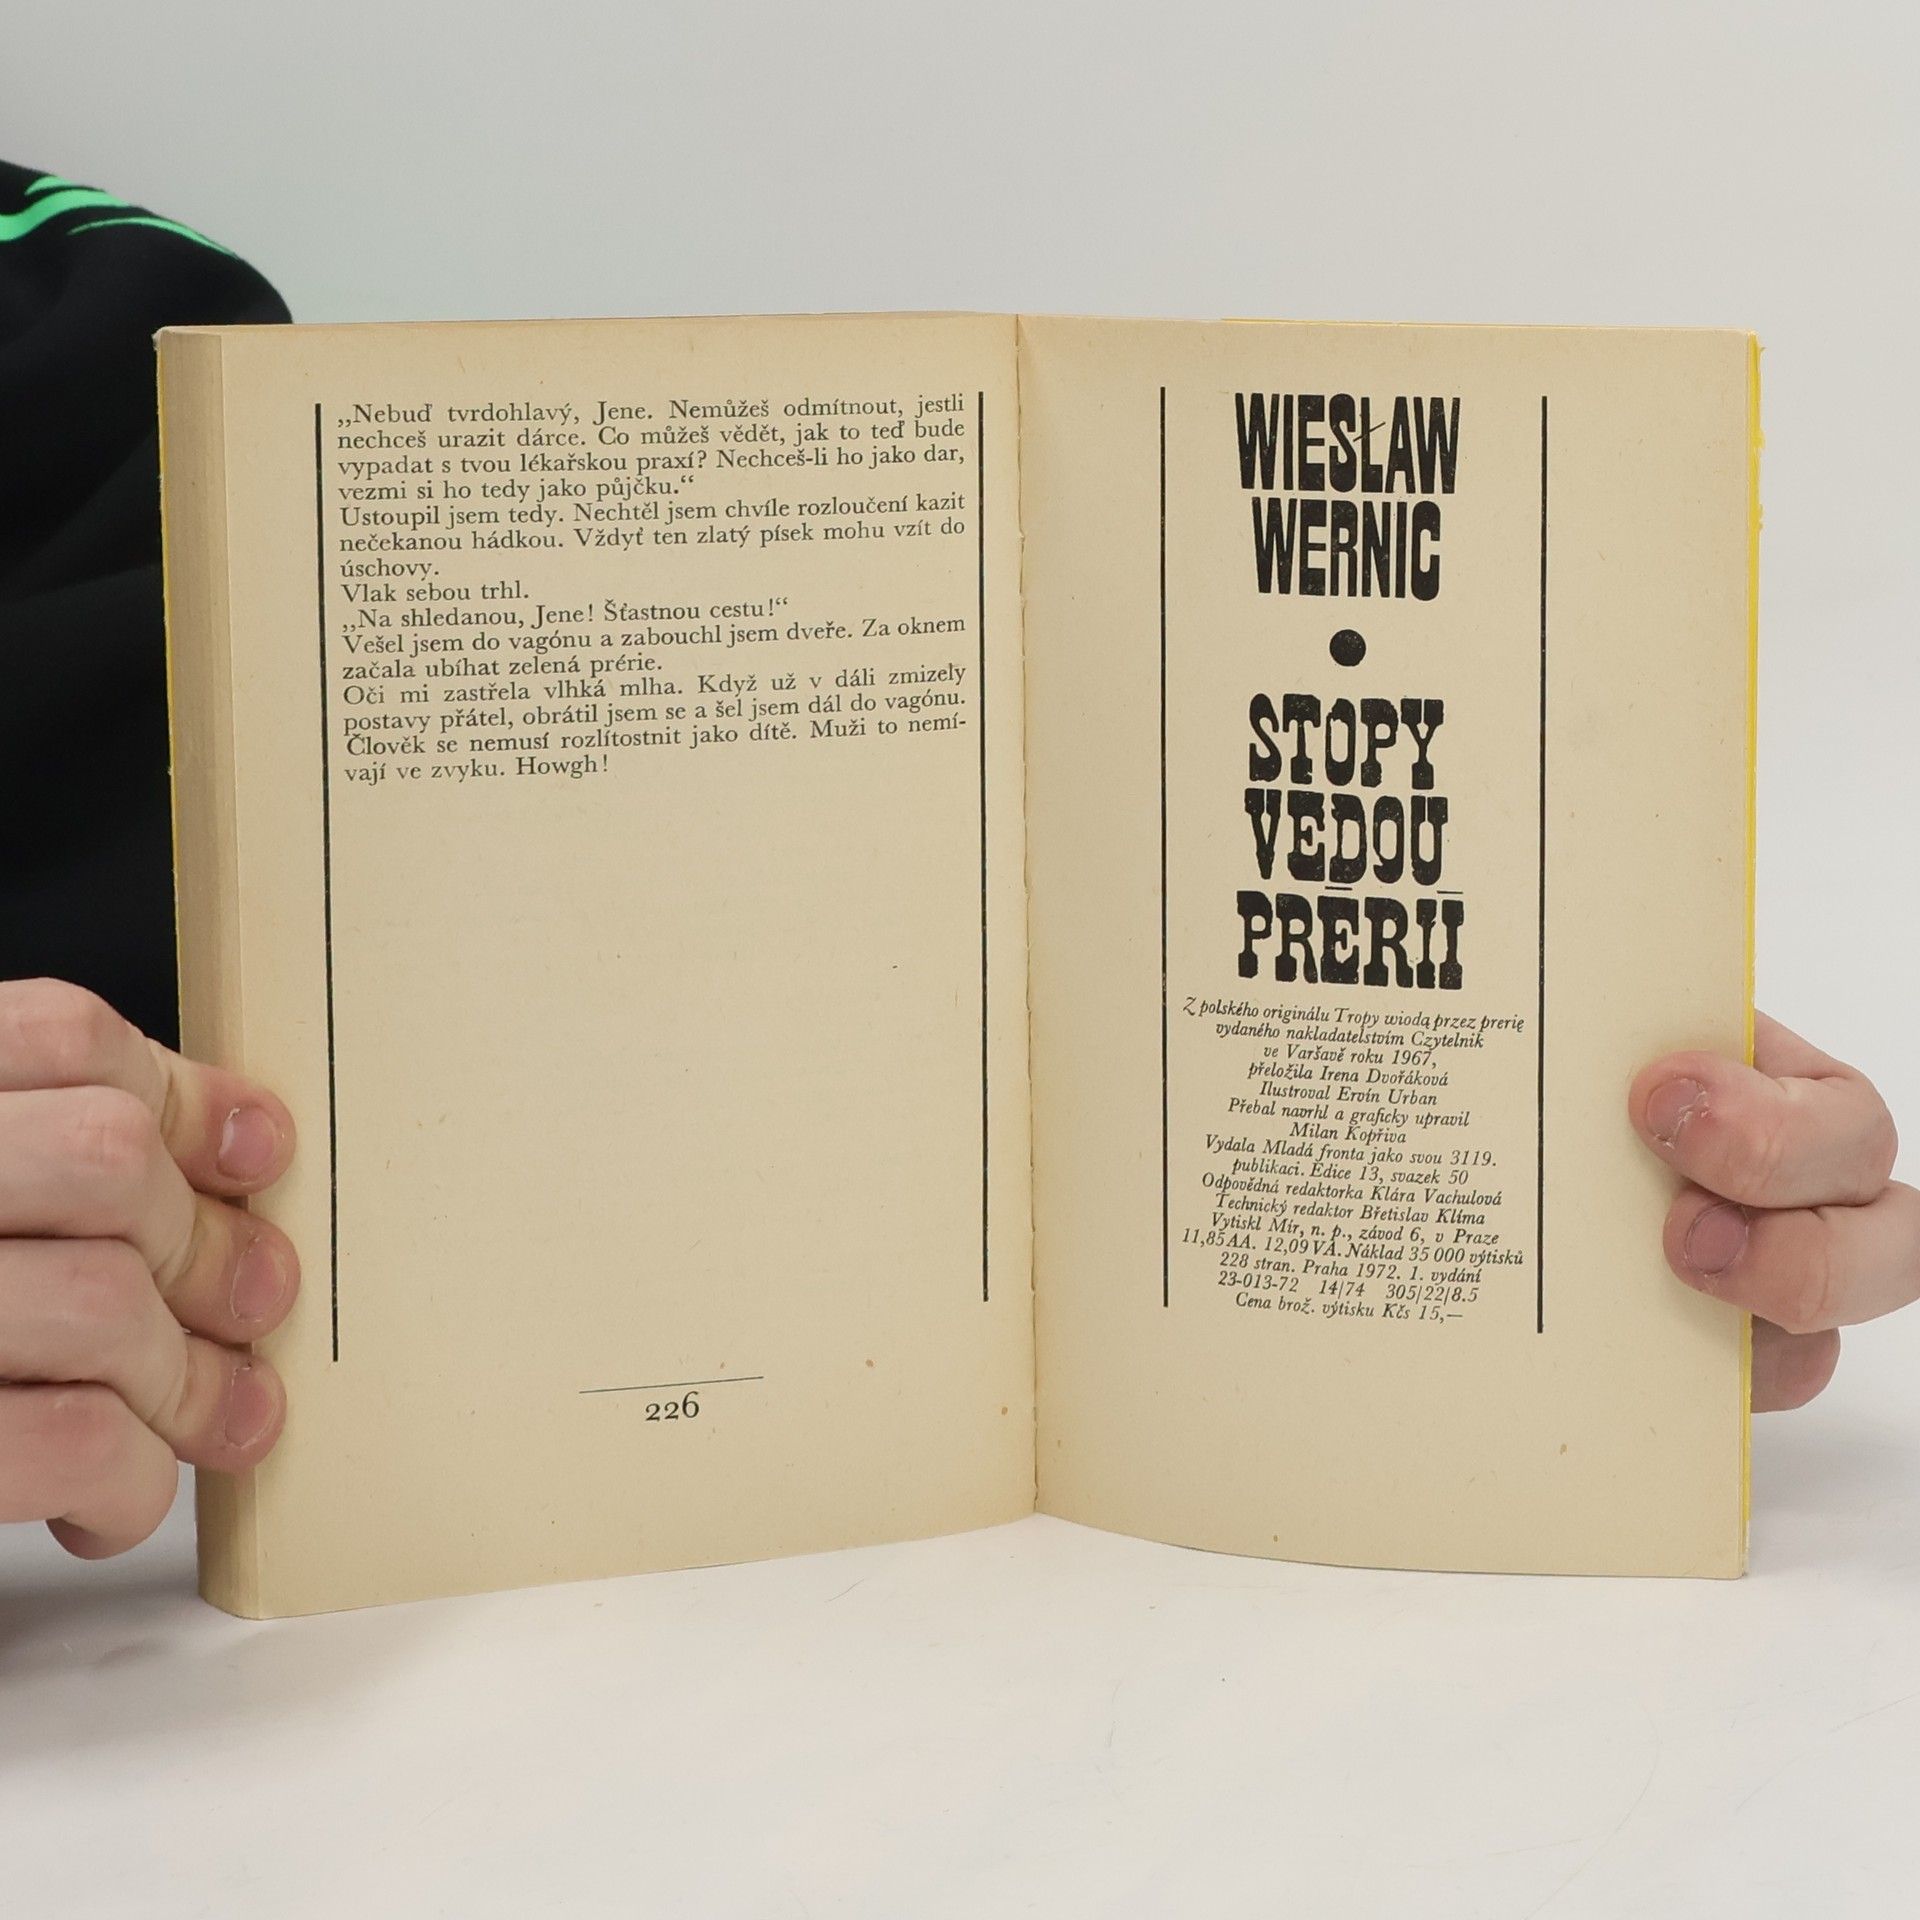 „Nebuď tvrdohlavý, Jene. Nemůžeš odmítnout, jestli
nechceš urazit dárce. Co můžeš vědět, jak to teď bude
vypadat s tvou lékařskou praxí? Nechceš-li ho jako dar,
vezmi si ho tedy jako půjčku.“
Ustoupil jsem tedy. Nechtěl jsem chvíle rozloučení kazit
nečekanou hádkou. Vždyť ten zlatý písek mohu vzít do
úschovy.
Vlak sebou trhl.
„Na shledanou, Jene! Šťastnou cestu!“
Vešel jsem do vagónu a zabouchl jsem dveře. Za oknem
začala ubíhat zelená prérie.
Oči mi zastřela vlhká mlha. Když už v dáli zmizely
postavy přátel, obrátil jsem se a šel jsem dál do vagónu.
Člověk se nemusí rozlítostnit jako dítě. Muži to nemí-
vají ve zvyku. Howgh!
226
WIESŁAW
WERNIC
●
STOPY
VEDOU
PRÉRIÍ
Z polského originálu Tropy wiodą przez prerię
vydaného nakladatelstvím Czytelnik
ve Varšavě roku 1967,
přeložila Irena Dvořáková
Ilustroval Ervín Urban
Přebal navrhl a graficky upravil
Milan Kopřiva
Vydala Mladá fronta jako svou 3119.
publikaci. Edice 13, svazek 50
Odpovědná redaktorka Klára Vachulová
Technický redaktor Břetislav Klíma
Vytiskl Mír, n. p., závod 6, v Praze
11,85 AA. 12,09 VA. Náklad 35 000 výtisků
228 stran. Praha 1972. 1. vydání
23-013-72 14/74 305/22/8.5
Cena brož. výtisku Kčs 15,—